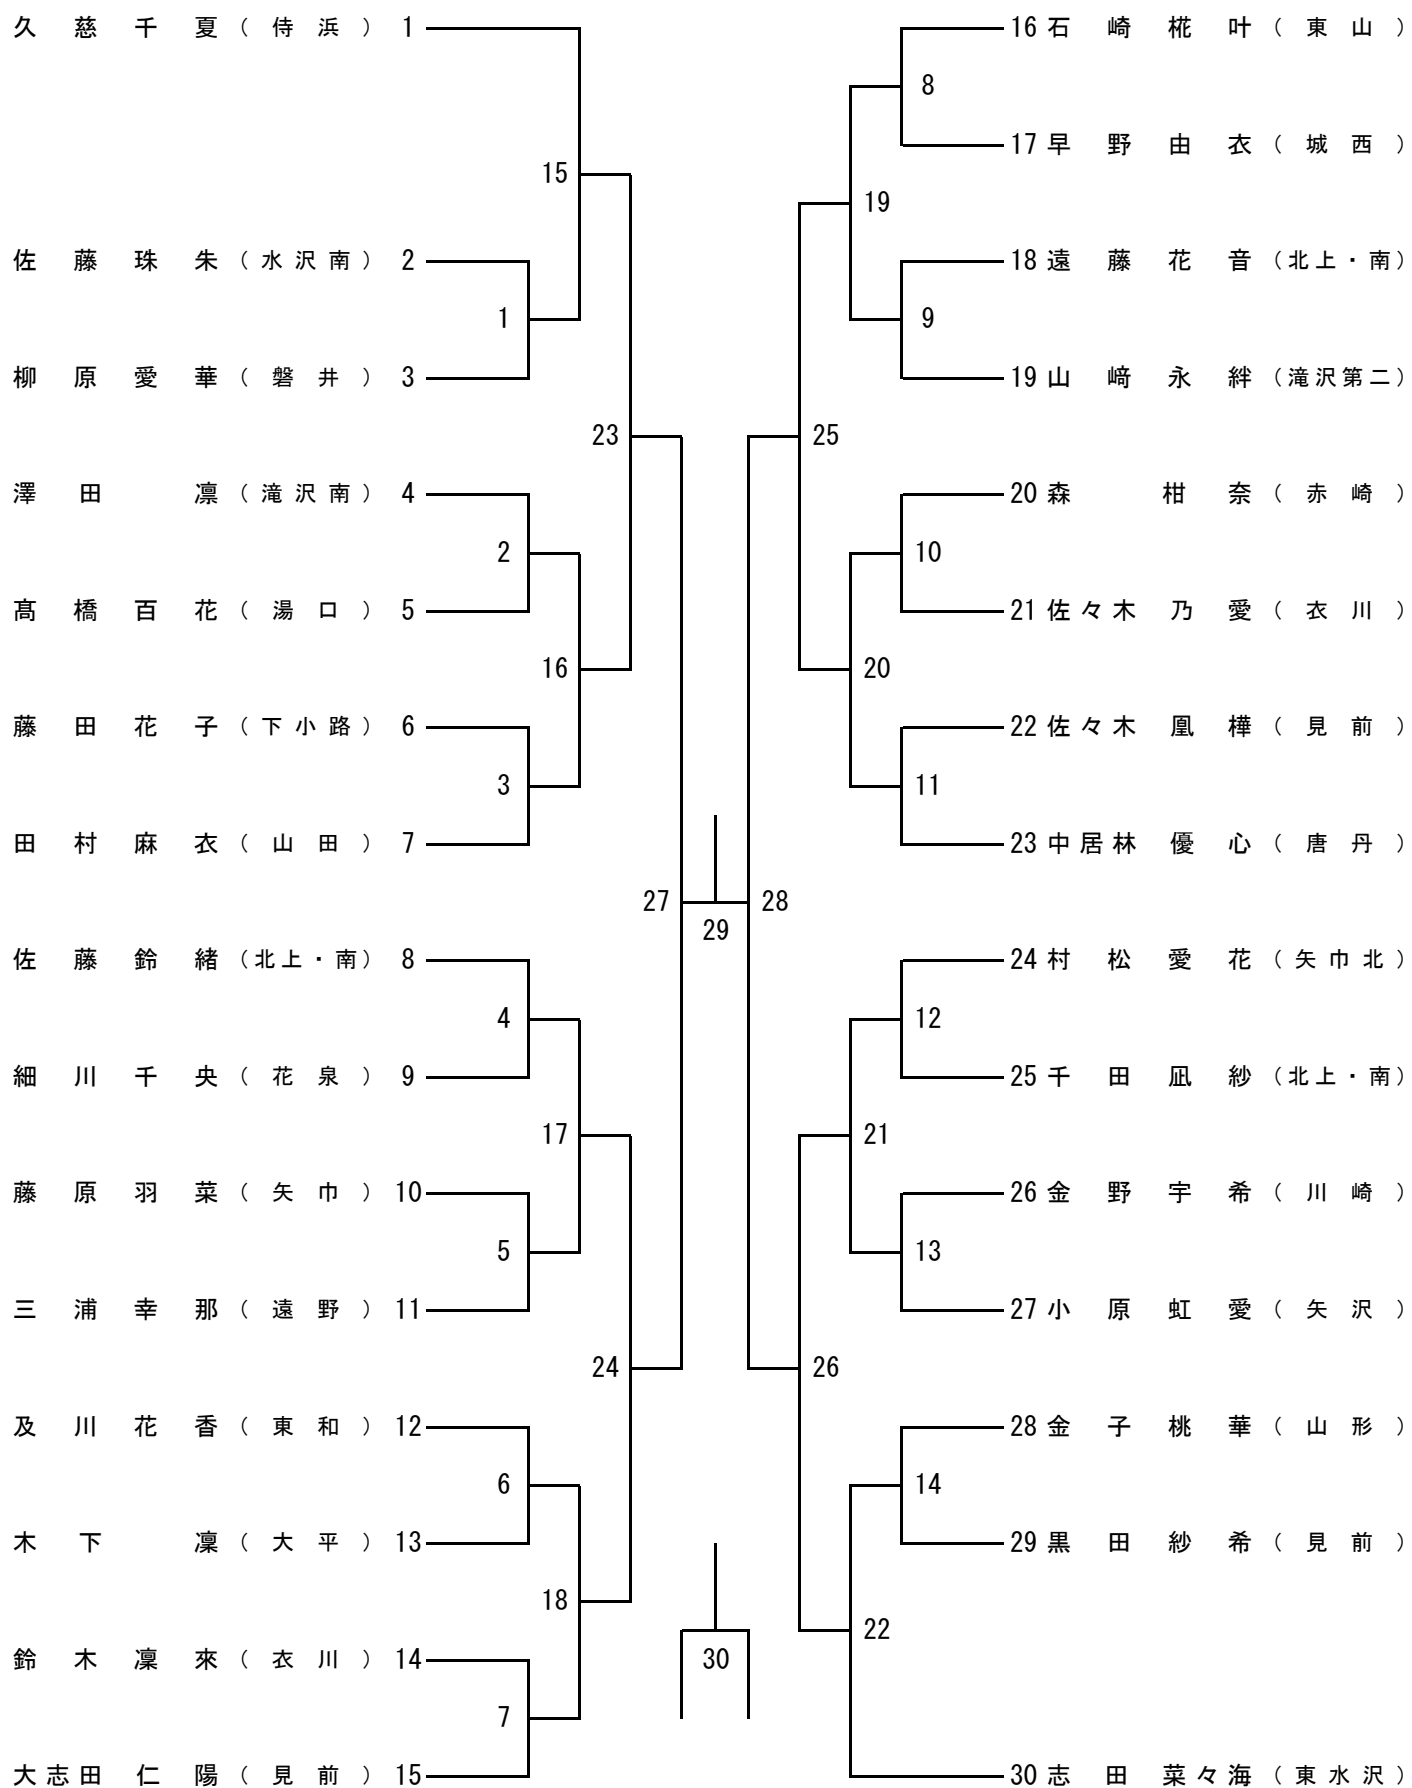 久慈千夏（侍浜）1
15
佐藤珠朱（水沢南）2
1
柳原愛華（磐井）3
23
澤田凛（滝沢南）4
2
髙橋百花（湯口）5
16
藤田花子（下小路）6
3
田村麻衣（山田）7
27
佐藤鈴緒（北上・南）8
4
細川千央（花泉）9
17
藤原羽菜（矢巾）10
5
三浦幸那（遠野）11
24
及川花香（東和）12
6
木下凜（大平）13
18
鈴木凜來（衣川）14
7
大志田仁陽（見前）15
29
30
16 石崎椛叶（東山）
8
17 早野由衣（城西）
19
18 遠藤花音（北上・南）
9
19 山﨑永絆（滝沢第二）
25
20 森柑奈（赤崎）
10
21 佐々木乃愛（衣川）
20
22 佐々木凰樺（見前）
11
23 中居林優心（唐丹）
28
24 村松愛花（矢巾北）
12
25 千田凪紗（北上・南）
21
26 金野宇希（川崎）
13
27 小原虹愛（矢沢）
26
28 金子桃華（山形）
14
29 黒田紗希（見前）
22
30 志田菜々海（東水沢）